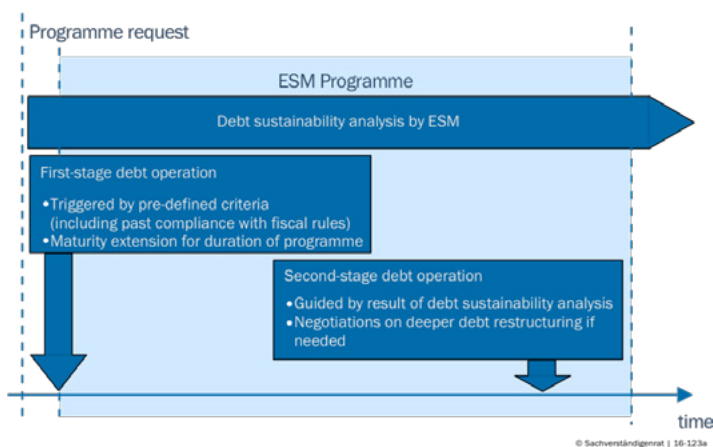 Programme request
ESM Programme
Debt sustainability analysis by ESM
First-stage debt operation
•Triggered by pre-defined criteria
(including past compliance with fiscal rules)
•Maturity extension for duration of programme
Second-stage debt operation
•Guided by result of debt sustainability analysis
•Negotiations on deeper debt restructuring if
needed
time
© Sachverständigenrat | 16-123a